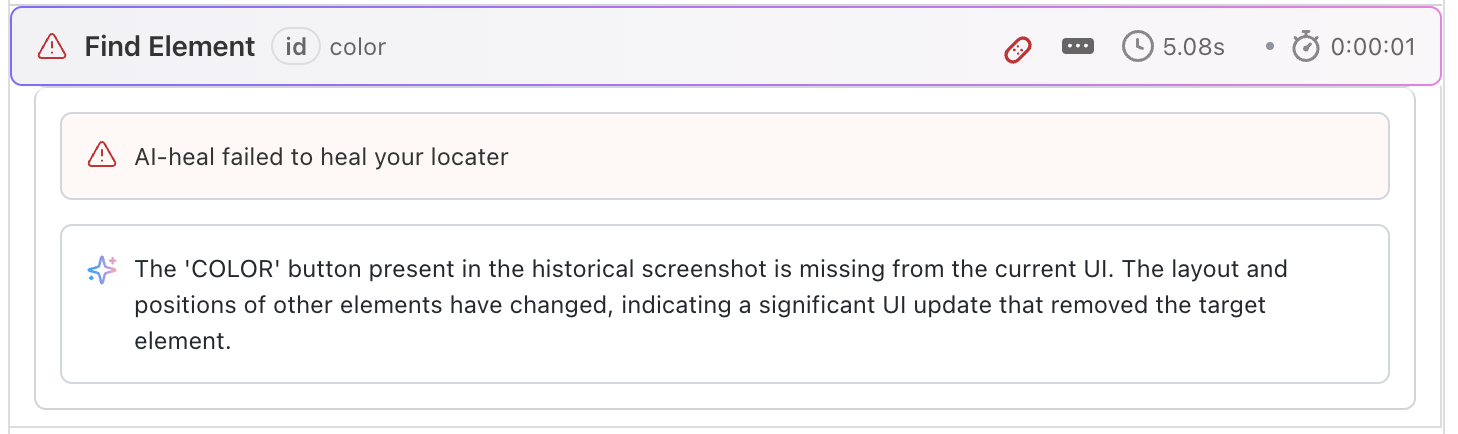 Find Element id color 5.08s • 0:00:01
AI-heal failed to heal your locater
The 'COLOR' button present in the historical screenshot is missing from the current UI. The layout and
positions of other elements have changed, indicating a significant UI update that removed the target
element.